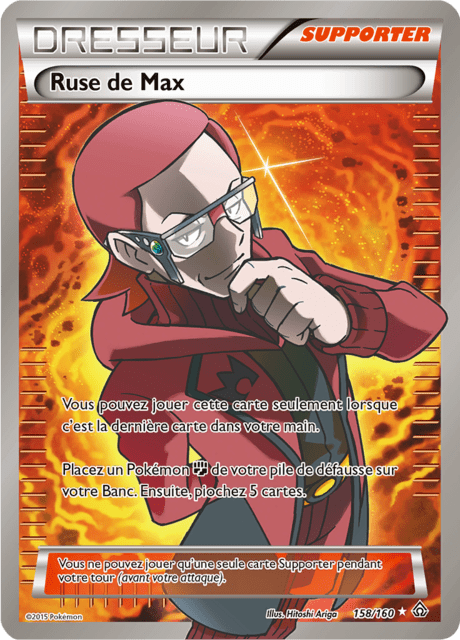 DRESSEUR
SUPPORTER
Ruse de Max
Vous pouvez jouer cette carte seulement lorsque
c'est la dernière carte dans votre main.
Placez un Pokémon de votre pile de défausse sur
votre Banc. Ensuite, piochez 5 cartes.
Vous ne pouvez jouer qu'une seule carte Supporter pendant
votre tour (avant votre attaque).
©2015 Pokémon
Illus. Hitoshi Ariga
158/160 ★